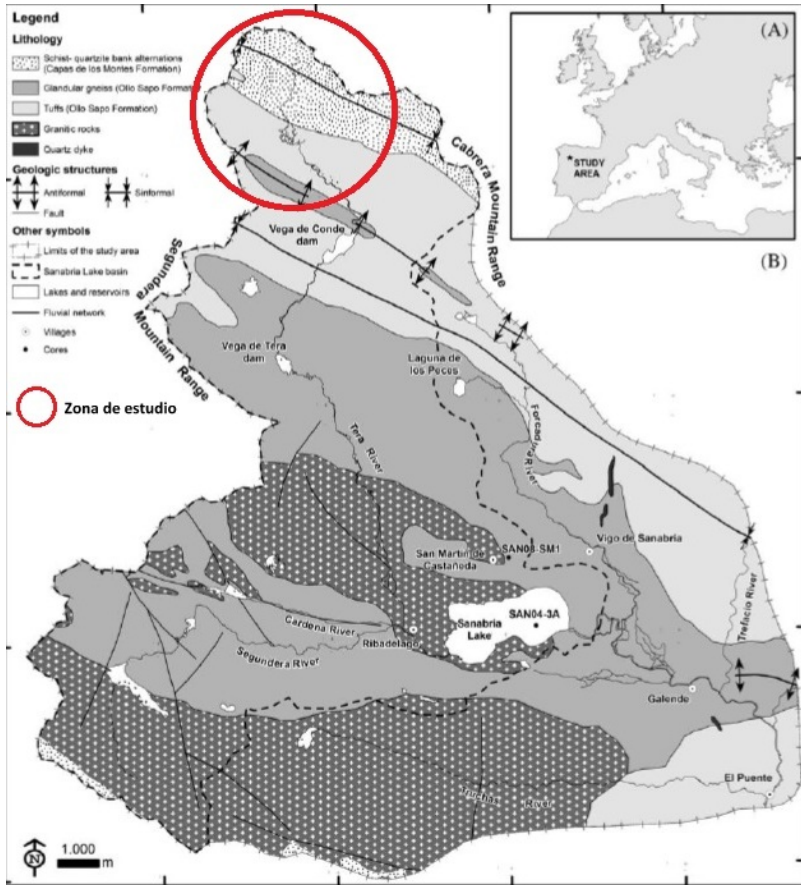 Legend
Lithology
Schist- quartzite bank alternations
(Capas de los Montes Formation)
Glandular gneiss (Ollo Sapo Format
Tuffs (Ollo Sapo Formation)
Granitic rocks
Quartz dyke
Geologic structures
Antiformal
Sinformal
Fault
Other symbols
Limits of the study area
Sanabria Lake basin
Lakes and reservoirs
Fluvial network
Villages
Cores
Zona de estudio
(A)
STUDY
AREA
(B)
Cabrera Mountain Range
Segundera
Mountain Range
Vega de Conde
dam
Vega de Tera
dam
Laguna de
los Peces
Tera River
Forcadura River
San Martín de
Castañeda
SAN08-SM1
Vigo de Sanabria
Sanabria
Lake
SAN04-3A
Cardena River
Ribadelago
Segundera River
Trefacio River
Galende
El Puente
Truchas River
N
1.000
m